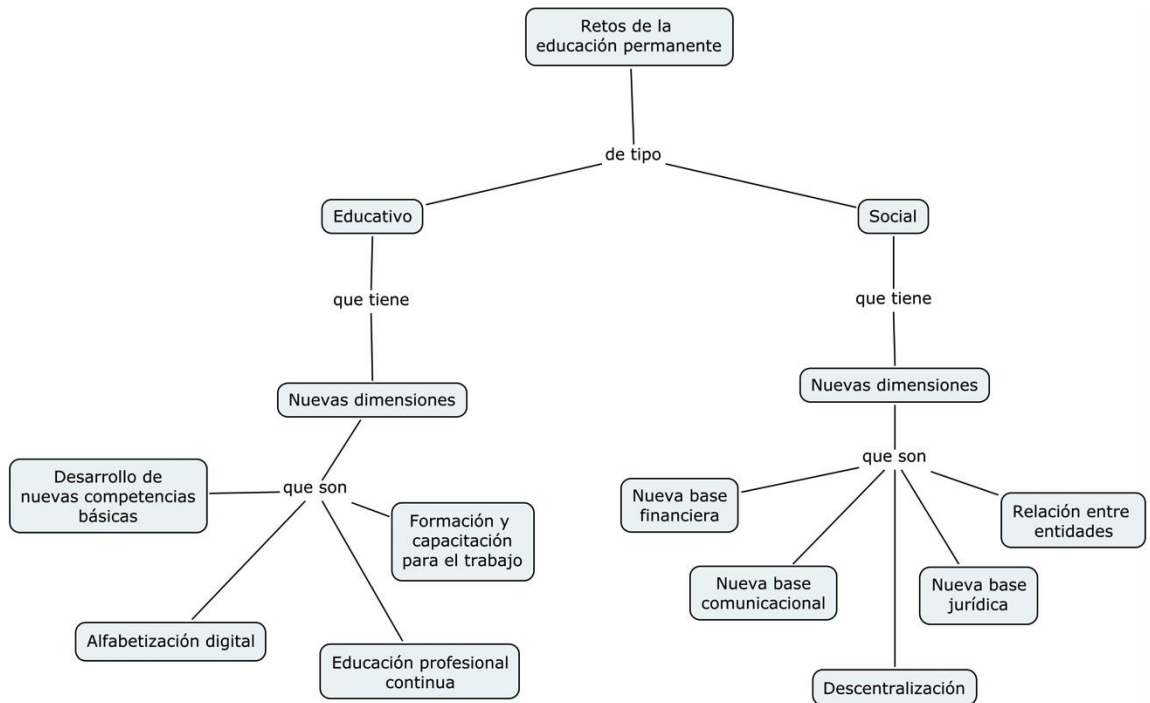 Retos de la
educación permanente
de tipo
Educativo
Social
que tiene
que tiene
Nuevas dimensiones
Nuevas dimensiones
que son
que son
Desarrollo de
nuevas competencias
básicas
Formación y
capacitación
para el trabajo
Alfabetización digital
Educación profesional
continua
Nueva base
financiera
Relación entre
entidades
Nueva base
comunicacional
Nueva base
jurídica
Descentralización